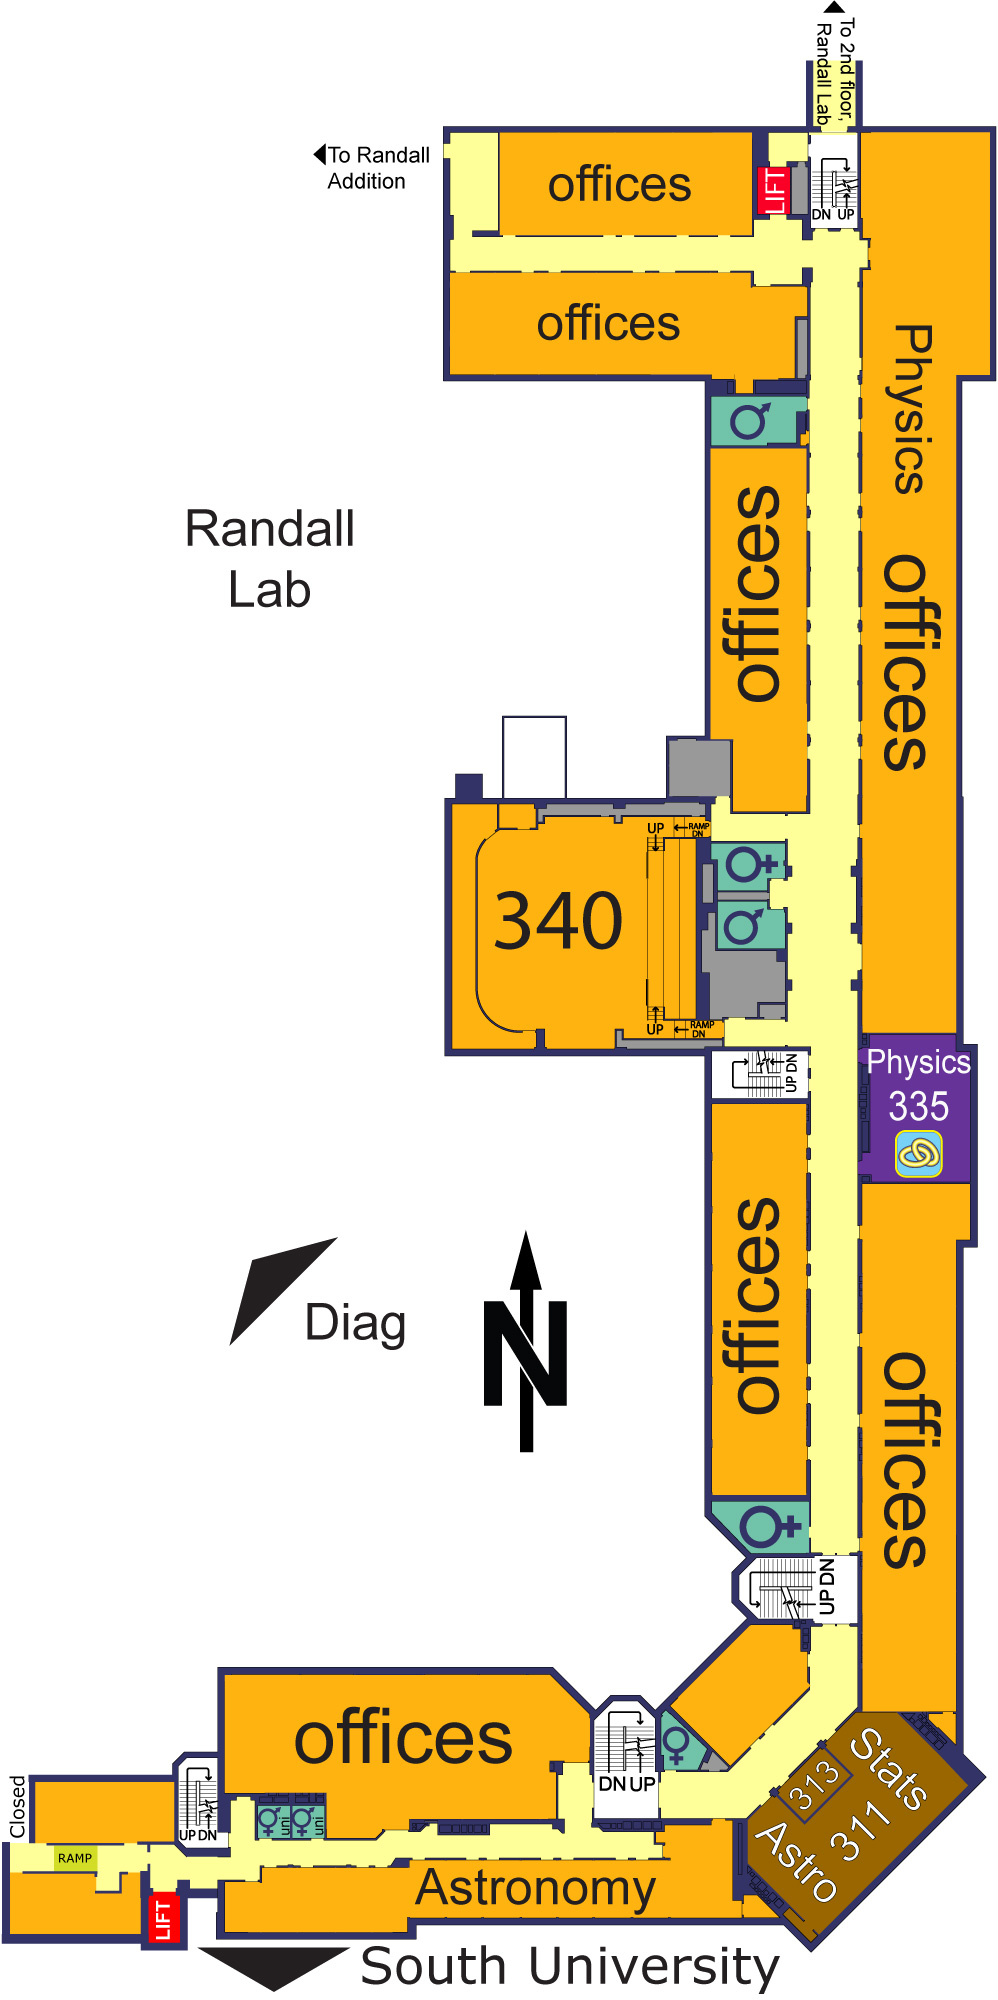 To 2nd floor,
Randall Lab
To Randall
Addition
offices
LIFT
DN UP
offices
Physics
offices
Randall
Lab
offices
UP
RAMP
DN
340
UP
RAMP
DN
UP DN
Physics
335
offices
Diag
N
offices
UP DN
offices
DN UP
Stats
313
311
Astro
Closed
UP DN
uni
uni
RAMP
Astronomy
LIFT
South University